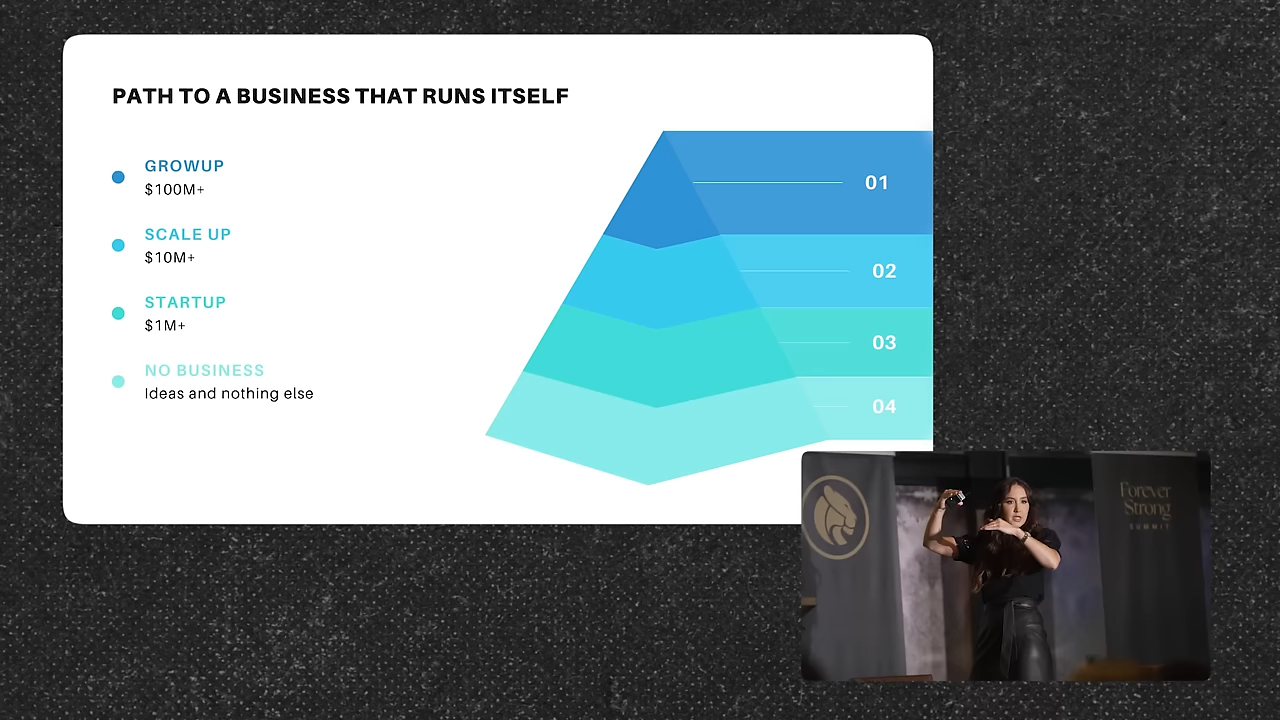 PATH TO A BUSINESS THAT RUNS ITSELF
GROWUP
$100M+
SCALE UP
$10M+
STARTUP
$1M+
NO BUSINESS
Ideas and nothing else
01
02
03
04
Forever
Strong
SUMMIT